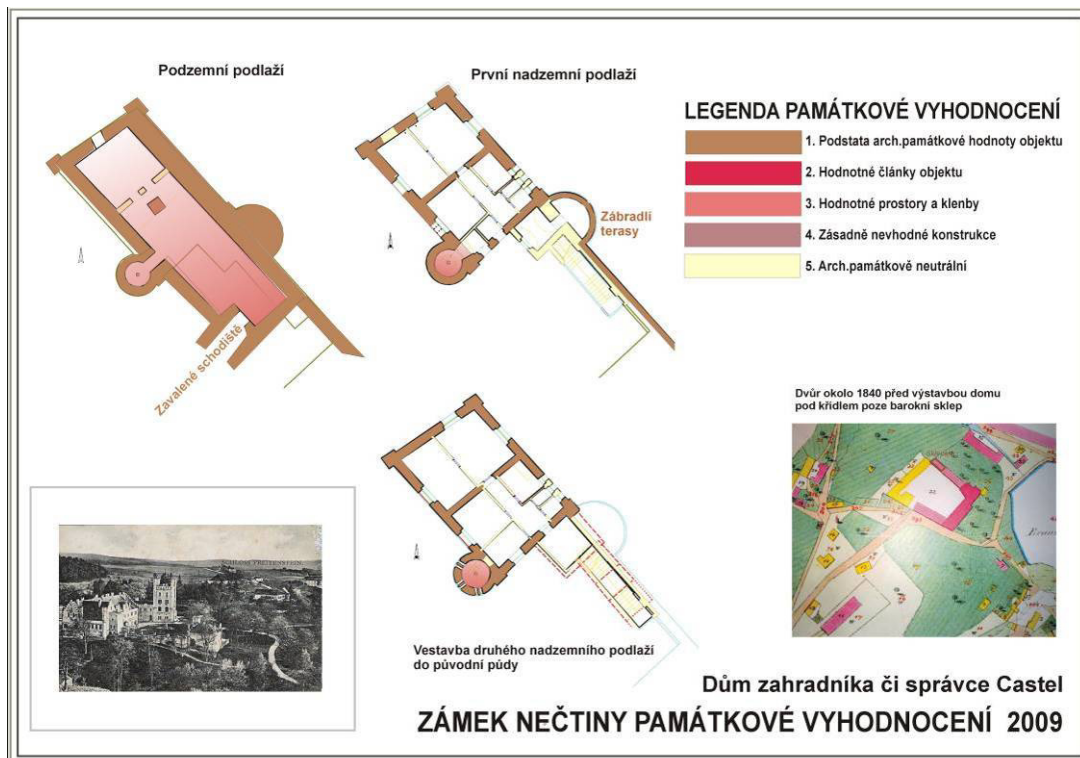 Podzemní podlaží
První nadzemní podlaží
LEGENDA PAMÁTKOVÉ VYHODNOCENÍ
1. Podstata arch.památkové hodnoty objektu
2. Hodnotné články objektu
3. Hodnotné prostory a klenby
4. Zásadně nevhodné konstrukce
5. Arch.památkově neutrální
Zábradlí
terasy
Zavalené schodiště
Dvůr okolo 1840 před výstavbou domu
pod křídlem poze barokní sklep
Vestavba druhého nadzemního podlaží
do původní půdy
Dům zahradníka či správce Castel
ZÁMEK NEČTINY PAMÁTKOVÉ VYHODNOCENÍ 2009